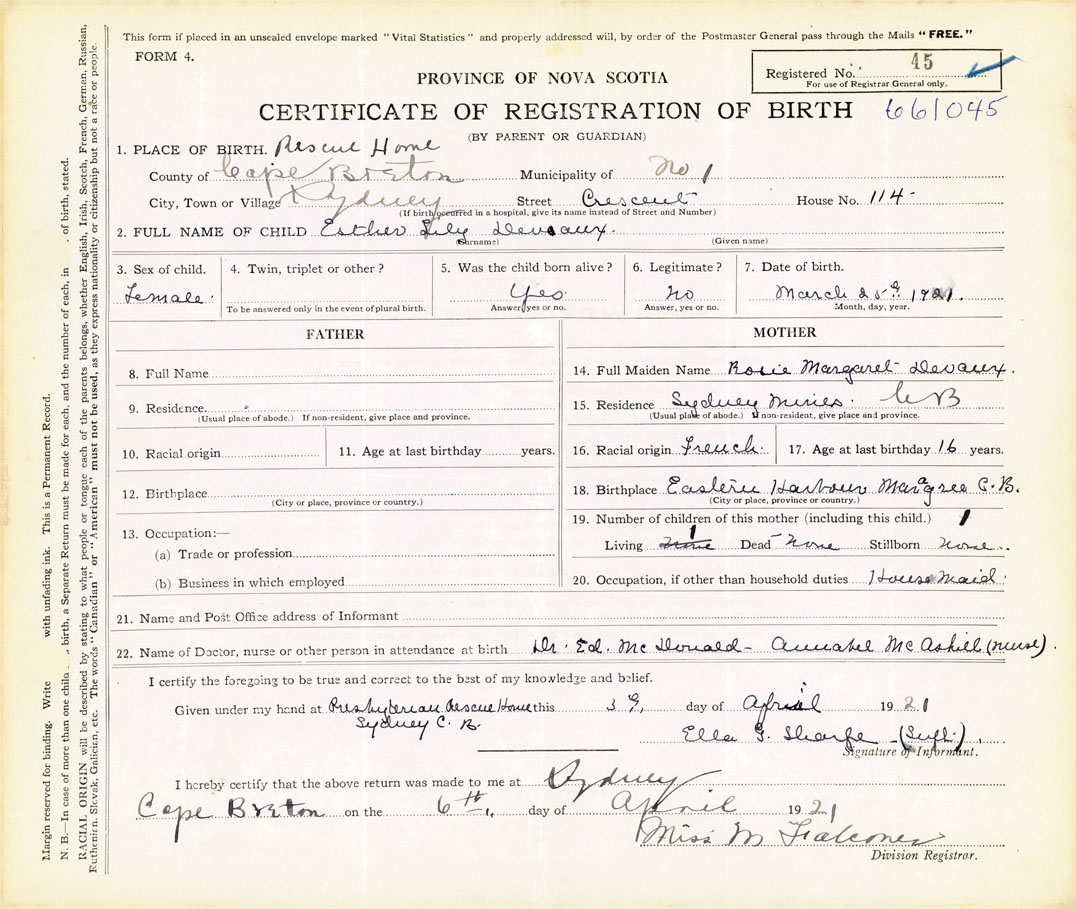 This form if placed in an unsealed envelope marked "Vital Statistics" and properly addressed will, by order of the Postmaster General pass through the Mails "FREE."
FORM 4.
Registered No. 45
For use of Registrar General only.
PROVINCE OF NOVA SCOTIA
CERTIFICATE OF REGISTRATION OF BIRTH 661045
(BY PARENT OR GUARDIAN)
1. PLACE OF BIRTH. Rescue Home
County of Cape Breton Municipality of No 1
City, Town or Village Sydney Street Crescent House No. 114
(If birth occurred in a hospital, give its name instead of Street and Number)
2. FULL NAME OF CHILD Esther Lily Deveaux.
(Surname) (Given name)
3. Sex of child. 4. Twin, triplet or other? 5. Was the child born alive? 6. Legitimate? 7. Date of birth.
Female. Yes. no March 25th 1921.
To be answered only in the event of plural birth. Answer, yes or no. Answer, yes or no. Month, day, year.
FATHER
8. Full Name
9. Residence.
(Usual place of abode.) If non-resident, give place and province.
10. Racial origin 11. Age at last birthday years.
12. Birthplace
(City or place, province or country.)
13. Occupation:—
(a) Trade or profession
(b) Business in which employed
MOTHER
14. Full Maiden Name Rosie Margaret Devaux.
15. Residence Sydney Mines. CB
(Usual place of abode.) If non-resident, give place and province.
16. Racial origin French. 17. Age at last birthday 16 years.
18. Birthplace Eastern Harbour Margree C.B.
(City or place, province or country.)
19. Number of children of this mother (including this child.) 1
1
Living none Dead none Stillborn none.
20. Occupation, if other than household duties House Maid.
21. Name and Post Office address of Informant
22. Name of Doctor, nurse or other person in attendance at birth Dr. Ed. McDonald - Annabel McAskill (nurse).
I certify the foregoing to be true and correct to the best of my knowledge and belief.
Given under my hand at Presbyterian Rescue Home this 3rd, day of April 1921
Sydney C. B.
Ella G. Sharpe (Supt.).
Signature of Informant.
I hereby certify that the above return was made to me at Sydney
Cape Breton on the 6th, day of April 1921
Miss M Falconer
Division Registrar.
Margin reserved for binding. Write with unfading ink. This is a Permanent Record.
N. B.—In case of more than one child birth, a Separate Return must be made for each, and the number of each, in of birth, stated.
RACIAL ORIGIN will be described by stating to what people or tongue each of the parents belongs, whether English, Irish, Scotch, French, German, Russian,
Ruthenian, Slovak, Galician, etc. The words "Canadian" or "American" must not be used, as they express nationality or citizenship but not a race or people.